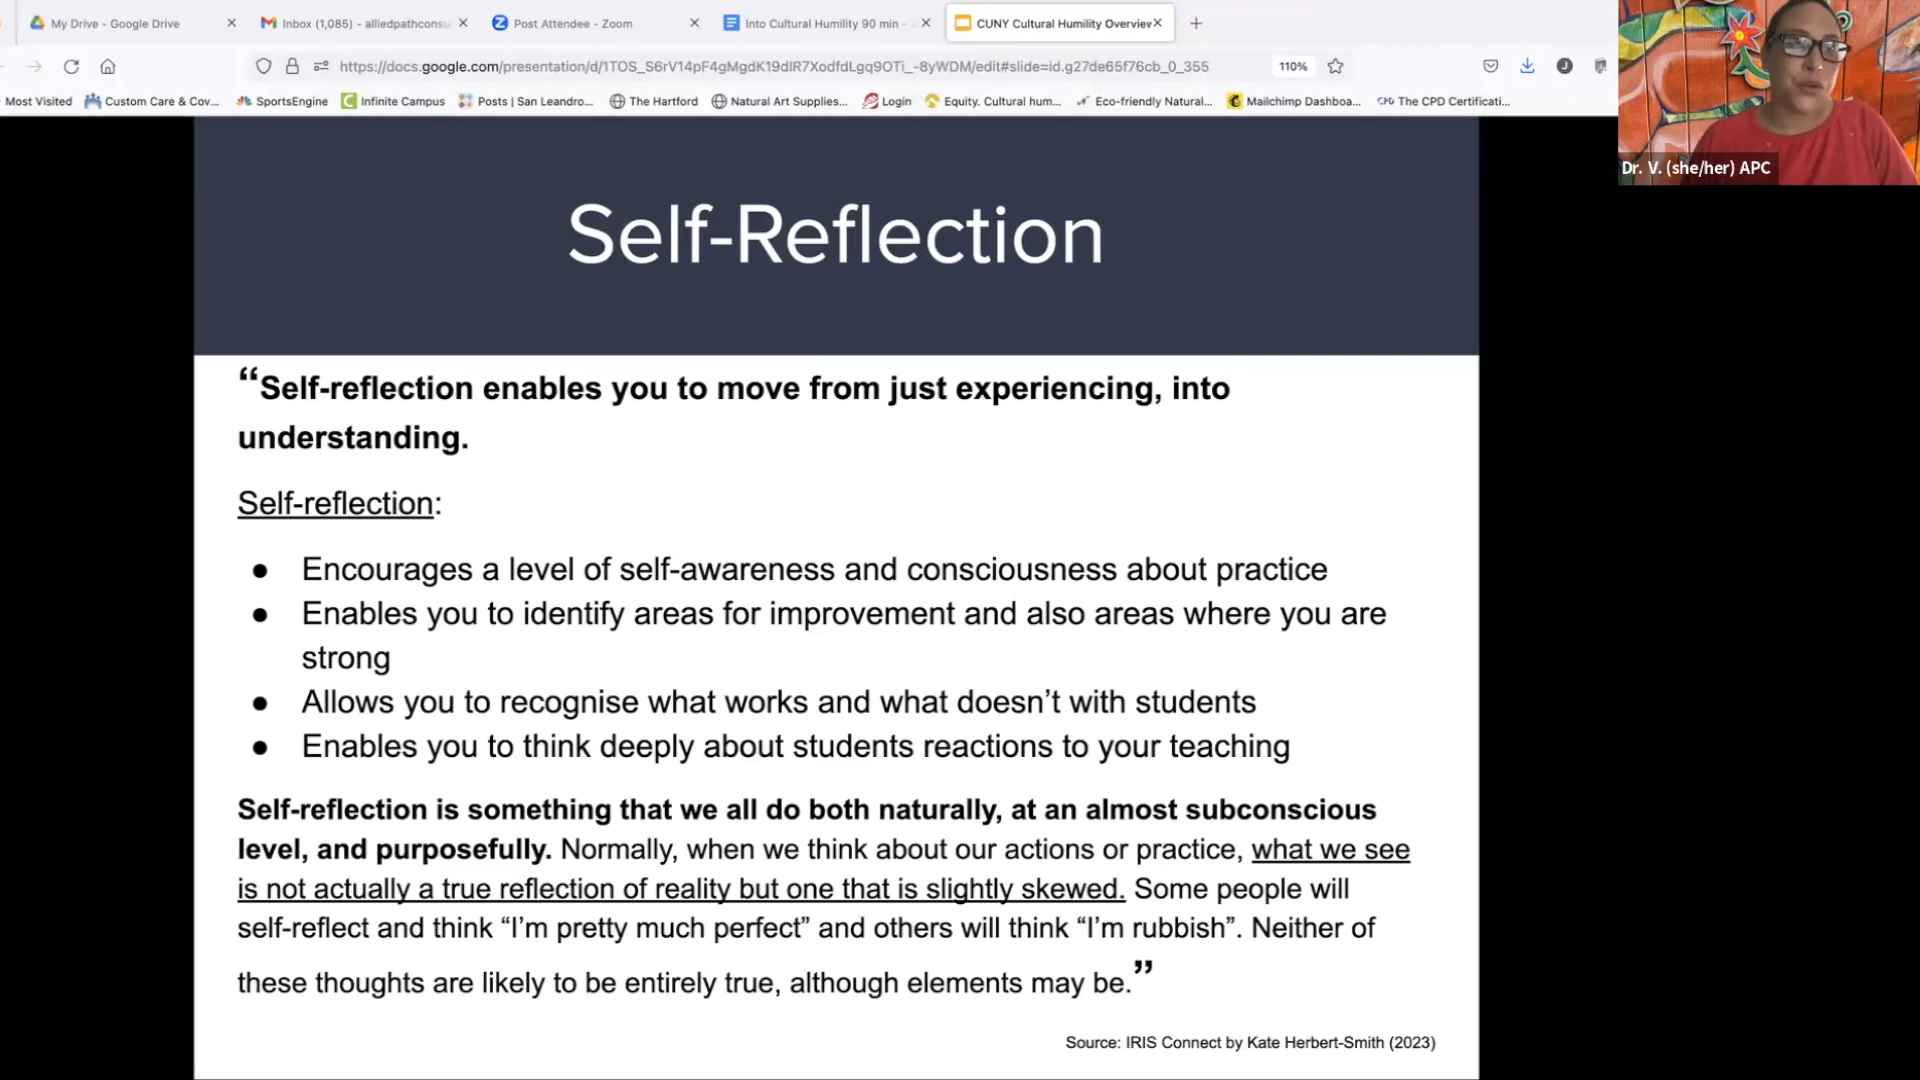 My Drive - Google Drive
Inbox (1,085) - alliedpathconsu
Post Attendee - Zoom
Into Cultural Humility 90 min -
CUNY Cultural Humility Overview
https://docs.google.com/presentation/d/1TOS_S6rV14pF4gMgdK19dIR7XodfdLgq9OTi_-8yWDM/edit#slide=id.g27de65f76cb_0_355
110%
Most Visited
Custom Care & Cov...
SportsEngine
Infinite Campus
Posts | San Leandro...
The Hartford
Natural Art Supplies...
Login
Equity. Cultural hum...
Eco-friendly Natural...
Mailchimp Dashboa...
CPD The CPD Certificati...
Dr. V. (she/her) APC
Self-Reflection
“Self-reflection enables you to move from just experiencing, into
understanding.
Self-reflection:
● Encourages a level of self-awareness and consciousness about practice
● Enables you to identify areas for improvement and also areas where you are
strong
● Allows you to recognise what works and what doesn’t with students
● Enables you to think deeply about students reactions to your teaching
Self-reflection is something that we all do both naturally, at an almost subconscious
level, and purposefully. Normally, when we think about our actions or practice, what we see
is not actually a true reflection of reality but one that is slightly skewed. Some people will
self-reflect and think “I’m pretty much perfect” and others will think “I’m rubbish”. Neither of
these thoughts are likely to be entirely true, although elements may be.”
Source: IRIS Connect by Kate Herbert-Smith (2023)